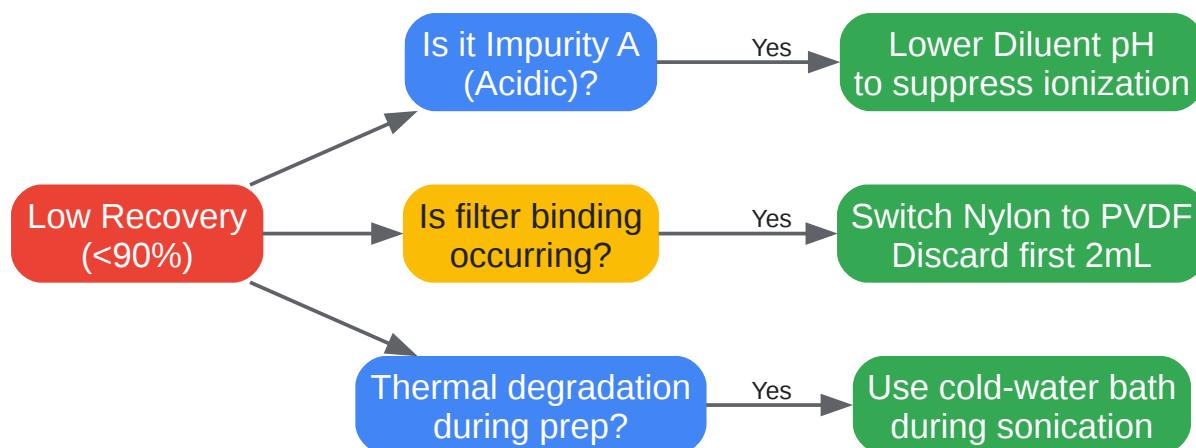 Is it Impurity A
(Acidic)?
Yes
Lower Diluent pH
to suppress ionization
Low Recovery
(<90%)
Is filter binding
occurring?
Yes
Switch Nylon to PVDF
Discard first 2mL
Thermal degradation
during prep?
Yes
Use cold-water bath
during sonication